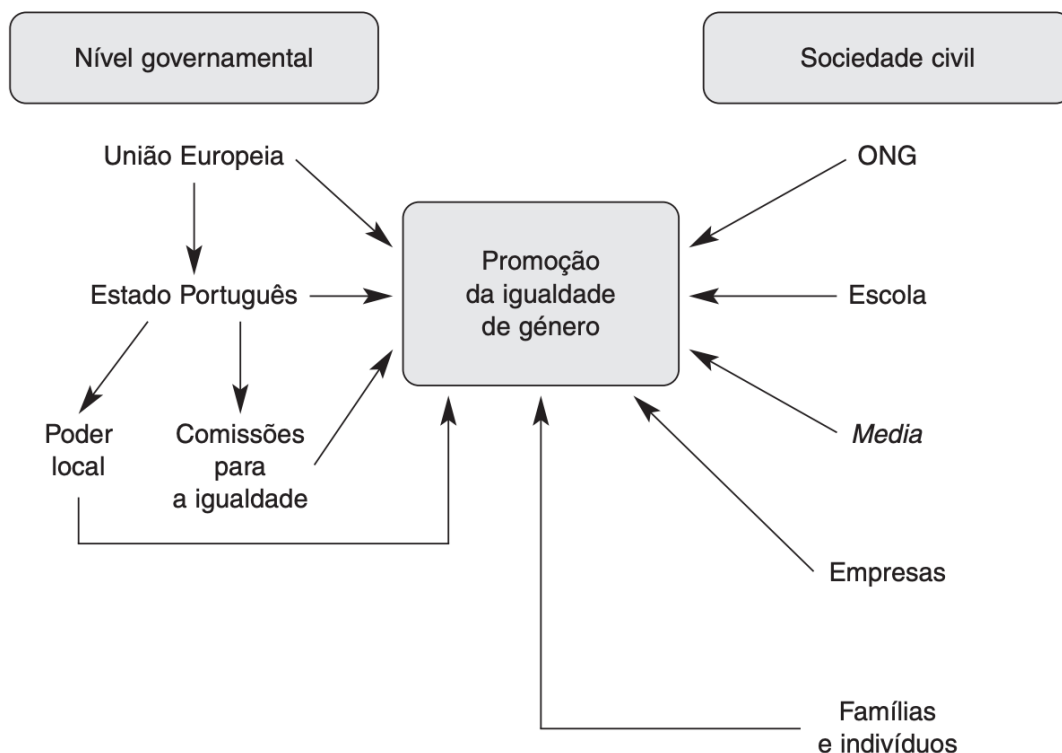 Nível governamental
Sociedade civil
União Europeia
ONG
Promoção
da igualdade
de género
Estado Português
Escola
Poder
local
Comissões
para
a igualdade
Media
Empresas
Famílias
e indivíduos